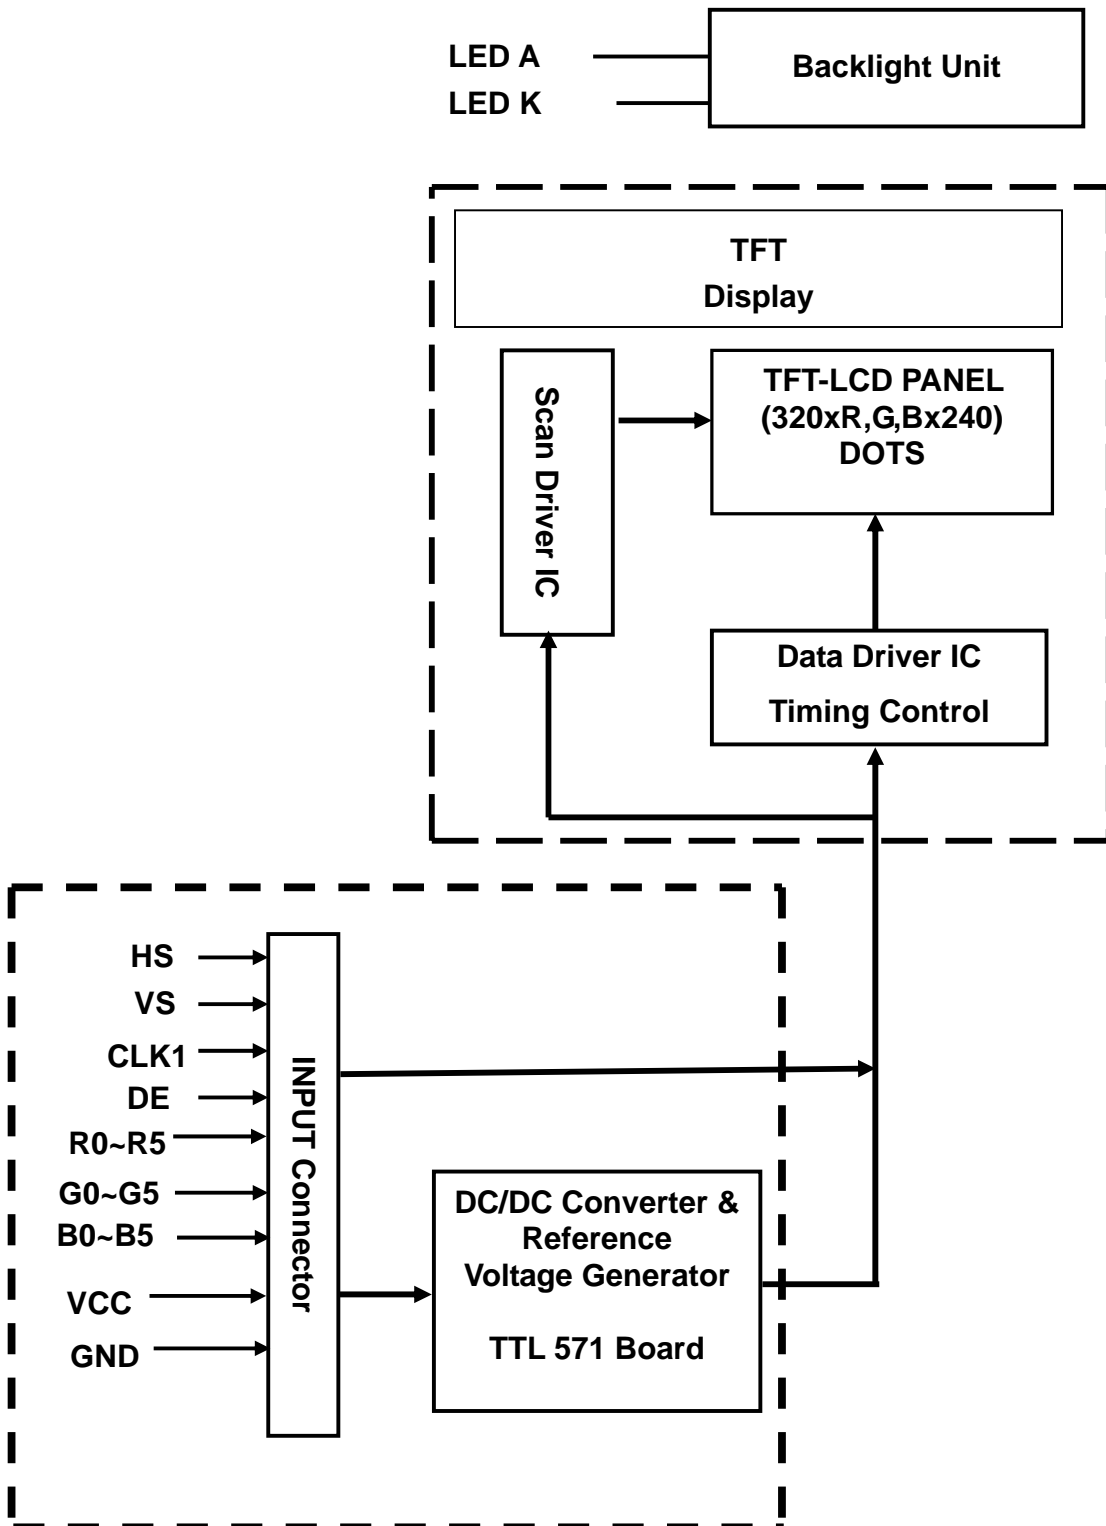 LED A
LED K
Backlight Unit
TFT
Display
Scan Driver IC
TFT-LCD PANEL
(320xR,G,Bx240)
DOTS
Data Driver IC
Timing Control
HS
VS
CLK1
DE
R0~R5
G0~G5
B0~B5
VCC
GND
INPUT Connector
DC/DC Converter &
Reference
Voltage Generator
TTL 571 Board